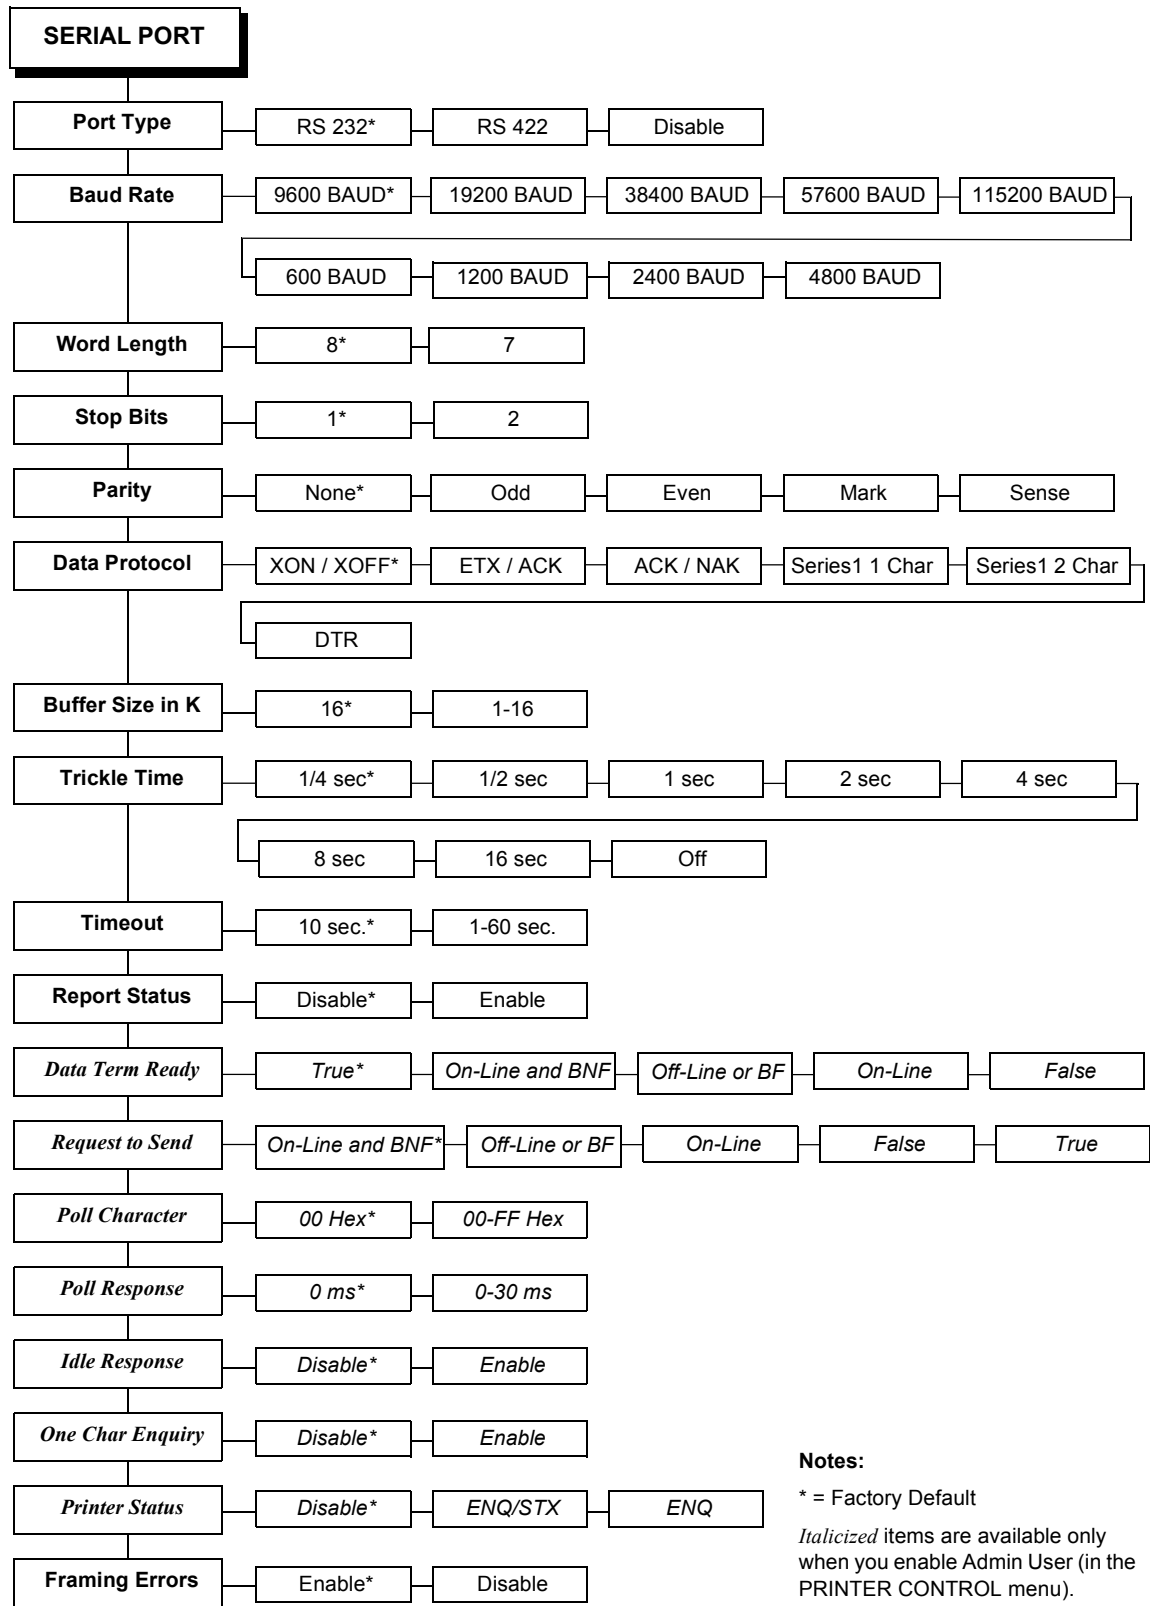 SERIAL PORT
Port Type RS 232* RS 422 Disable
Baud Rate 9600 BAUD* 19200 BAUD 38400 BAUD 57600 BAUD 115200 BAUD
600 BAUD 1200 BAUD 2400 BAUD 4800 BAUD
Word Length 8* 7
Stop Bits 1* 2
Parity None* Odd Even Mark Sense
Data Protocol XON / XOFF* ETX / ACK ACK / NAK Series1 1 Char Series1 2 Char
DTR
Buffer Size in K 16* 1-16
Trickle Time 1/4 sec* 1/2 sec 1 sec 2 sec 4 sec
8 sec 16 sec Off
Timeout 10 sec.* 1-60 sec.
Report Status Disable* Enable
Data Term Ready True* On-Line and BNF Off-Line or BF On-Line False
Request to Send On-Line and BNF* Off-Line or BF On-Line False True
Poll Character 00 Hex* 00-FF Hex
Poll Response 0 ms* 0-30 ms
Idle Response Disable* Enable
One Char Enquiry Disable* Enable
Printer Status Disable* ENQ/STX ENQ
Framing Errors Enable* Disable
Notes:
* = Factory Default
Italicized items are available only
when you enable Admin User (in the
PRINTER CONTROL menu).